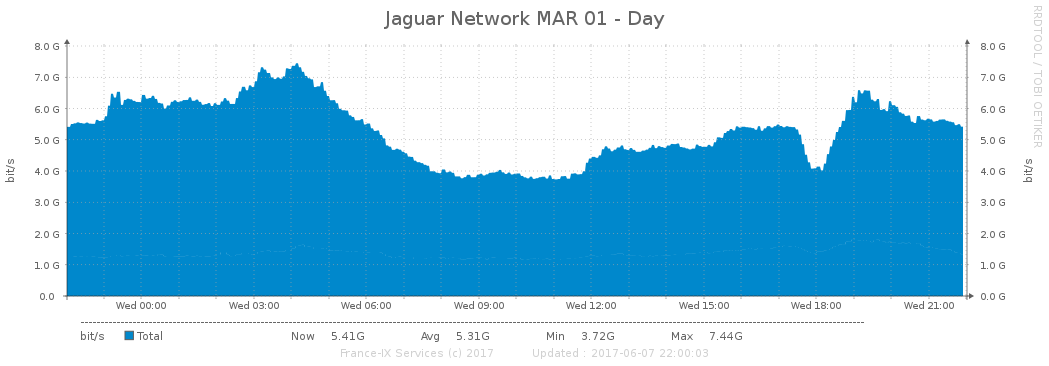 Jaguar Network MAR 01 - Day
RRDTOOL / TOBI OETIKER
bit/s
8.0 G 8.0 G
7.0 G 7.0 G
6.0 G 6.0 G
5.0 G 5.0 G
4.0 G 4.0 G
3.0 G 3.0 G
2.0 G 2.0 G
1.0 G 1.0 G
0.0 0.0 G
bit/s
Wed 00:00 Wed 03:00 Wed 06:00 Wed 09:00 Wed 12:00 Wed 15:00 Wed 18:00 Wed 21:00
bit/s Total Now 5.41G Avg 5.31G Min 3.72G Max 7.44G
France-IX Services (c) 2017 Updated : 2017-06-07 22:00:03